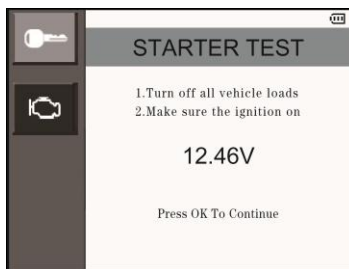 STARTER TEST
1.Turn off all vehicle loads
2.Make sure the ignition on
12.46V
Press OK To Continue